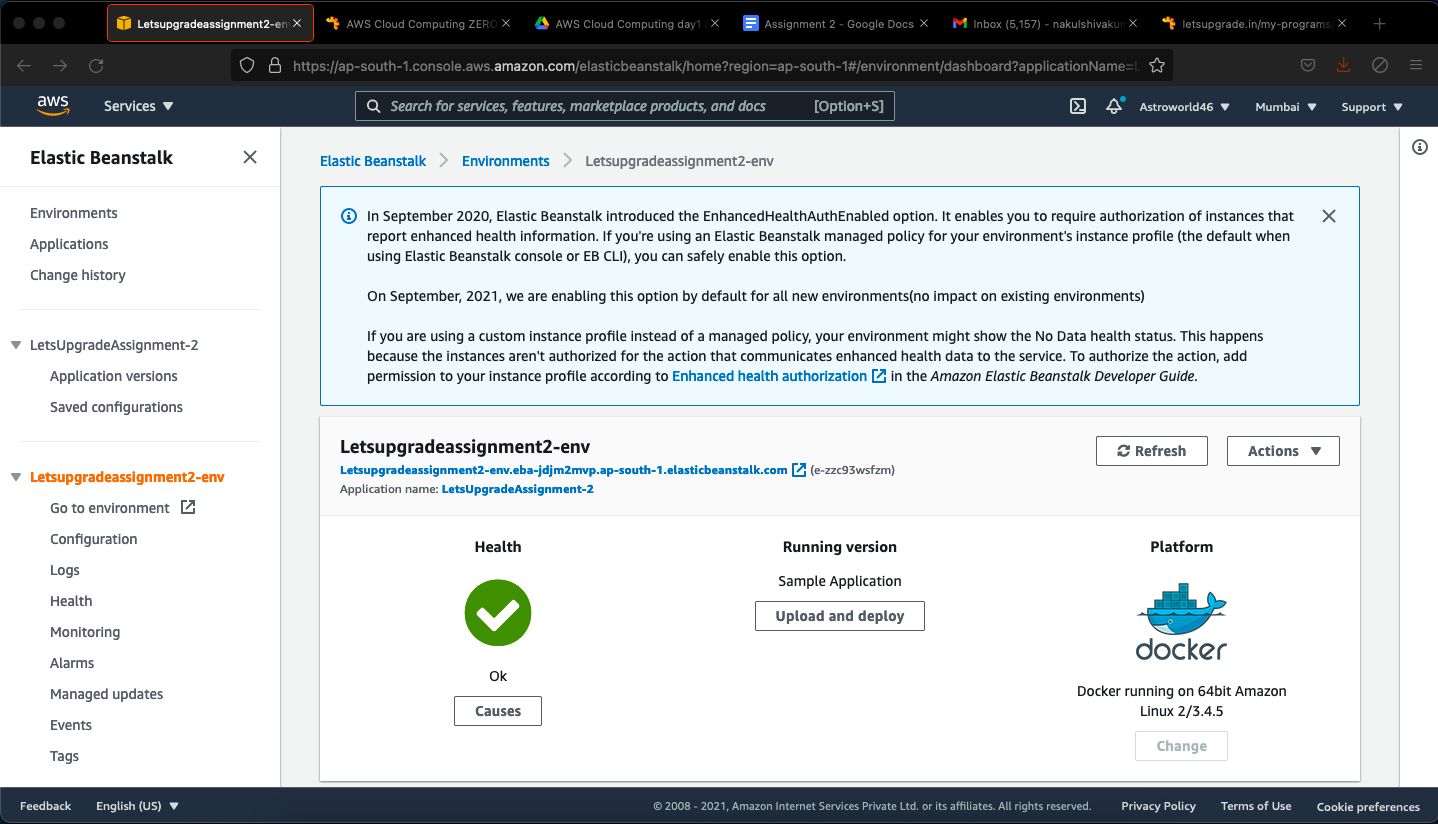 Letsupgradeassignment2-en
AWS Cloud Computing ZERO
AWS Cloud Computing day1
Assignment 2 - Google Docs
Inbox (5,157) - nakulshivakum
letsupgrade.in/my-programs/
https://ap-south-1.console.aws.amazon.com/elasticbeanstalk/home?region=ap-south-1#/environment/dashboard?applicationName=L
aws
Services
Search for services, features, marketplace products, and docs
[Option+S]
Astroworld46
Mumbai
Support
Elastic Beanstalk
Environments
Applications
Change history
LetsUpgradeAssignment-2
Application versions
Saved configurations
Letsupgradeassignment2-env
Go to environment
Configuration
Logs
Health
Monitoring
Alarms
Managed updates
Events
Tags
Elastic Beanstalk
Environments
Letsupgradeassignment2-env
In September 2020, Elastic Beanstalk introduced the EnhancedHealthAuthEnabled option. It enables you to require authorization of instances that
report enhanced health information. If you're using an Elastic Beanstalk managed policy for your environment's instance profile (the default when
using Elastic Beanstalk console or EB CLI), you can safely enable this option.
On September, 2021, we are enabling this option by default for all new environments(no impact on existing environments)
If you are using a custom instance profile instead of a managed policy, your environment might show the No Data health status. This happens
because the instances aren't authorized for the action that communicates enhanced health data to the service. To authorize the action, add
permission to your instance profile according to Enhanced health authorization in the Amazon Elastic Beanstalk Developer Guide.
Letsupgradeassignment2-env
Letsupgradeassignment2-env.eba-jdjm2mvp.ap-south-1.elasticbeanstalk.com (e-zzc93wsfzm)
Application name: LetsUpgradeAssignment-2
Refresh
Actions
Health
Ok
Causes
Running version
Sample Application
Upload and deploy
Platform
docker
Docker running on 64bit Amazon
Linux 2/3.4.5
Change
Feedback
English (US)
© 2008 - 2021, Amazon Internet Services Private Ltd. or its affiliates. All rights reserved.
Privacy Policy
Terms of Use
Cookie preferences